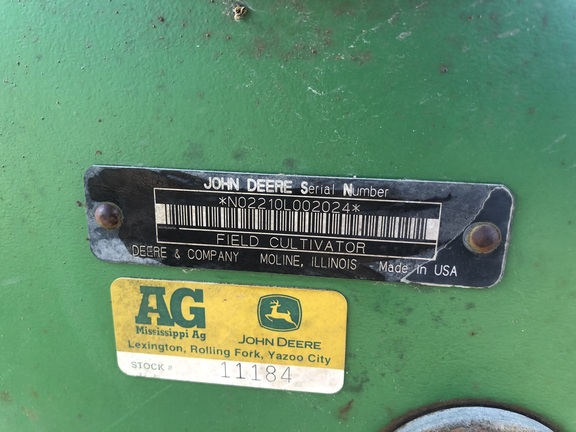 JOHN DEERE Serial Number
*N02210L002024*
FIELD CULTIVATOR
DEERE & COMPANY MOLINE, ILLINOIS Made in USA
AG
Mississippi Ag
JOHN DEERE
Lexington, Rolling Fork, Yazoo City
STOCK # 11184